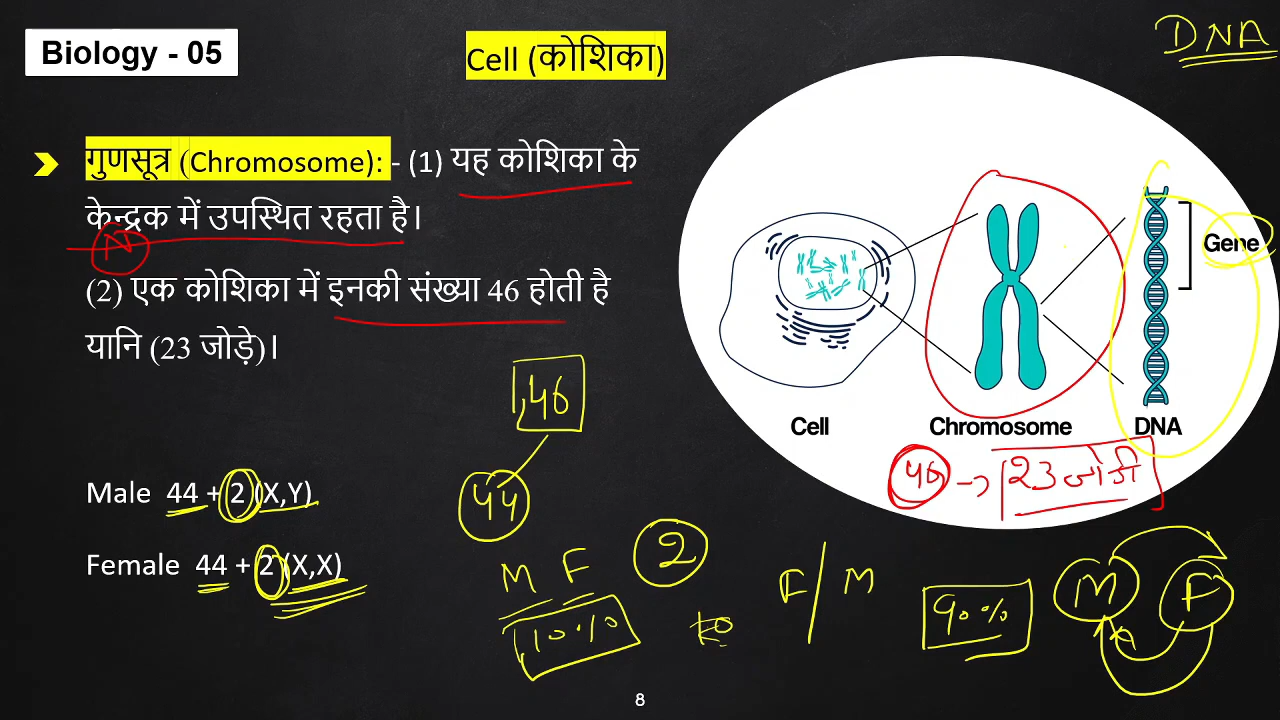 Biology - 05
Cell (कोशिका)
DNA
गुणसूत्र (Chromosome): - (1) यह कोशिका के
केन्द्रक में उपस्थित रहता है।
N
(2) एक कोशिका में इनकी संख्या 46 होती है
यानि (23 जोड़े)।
46
44
Male 44 + 2 (X,Y)
Female 44 + 2 (X,X)
Gene
Cell
Chromosome
DNA
46 → 23 जोडी
M F
2
10%
F / M
90%
M
F
8